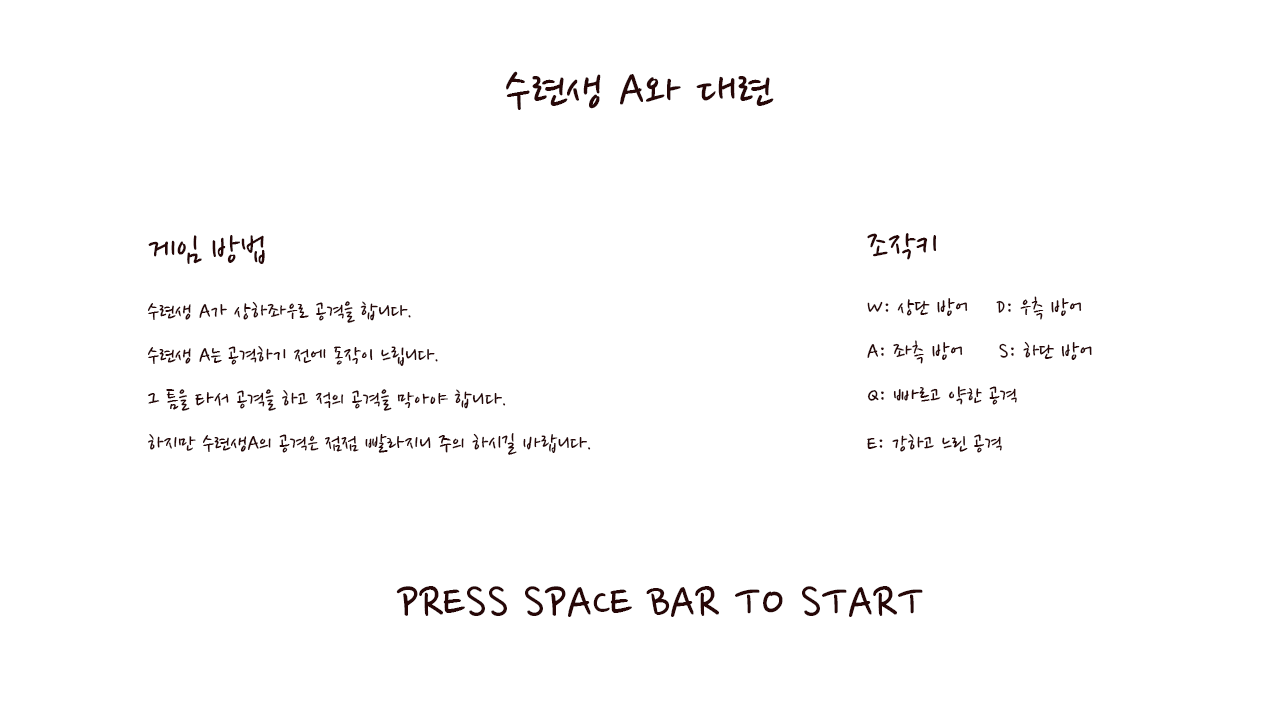 수련생 A와 대련
게임 방법
수련생 A가 상하좌우로 공격을 합니다.
수련생 A는 공격하기 전에 동작이 느립니다.
그 틈을 타서 공격을 하고 적의 공격을 막아야 합니다.
하지만 수련생A의 공격은 점점 빨라지니 주의 하시길 바랍니다.
조작키
W: 상단 방어 D: 우측 방어
A: 좌측 방어 S: 하단 방어
Q: 빠르고 약한 공격
E: 강하고 느린 공격
PRESS SPACE BAR TO START